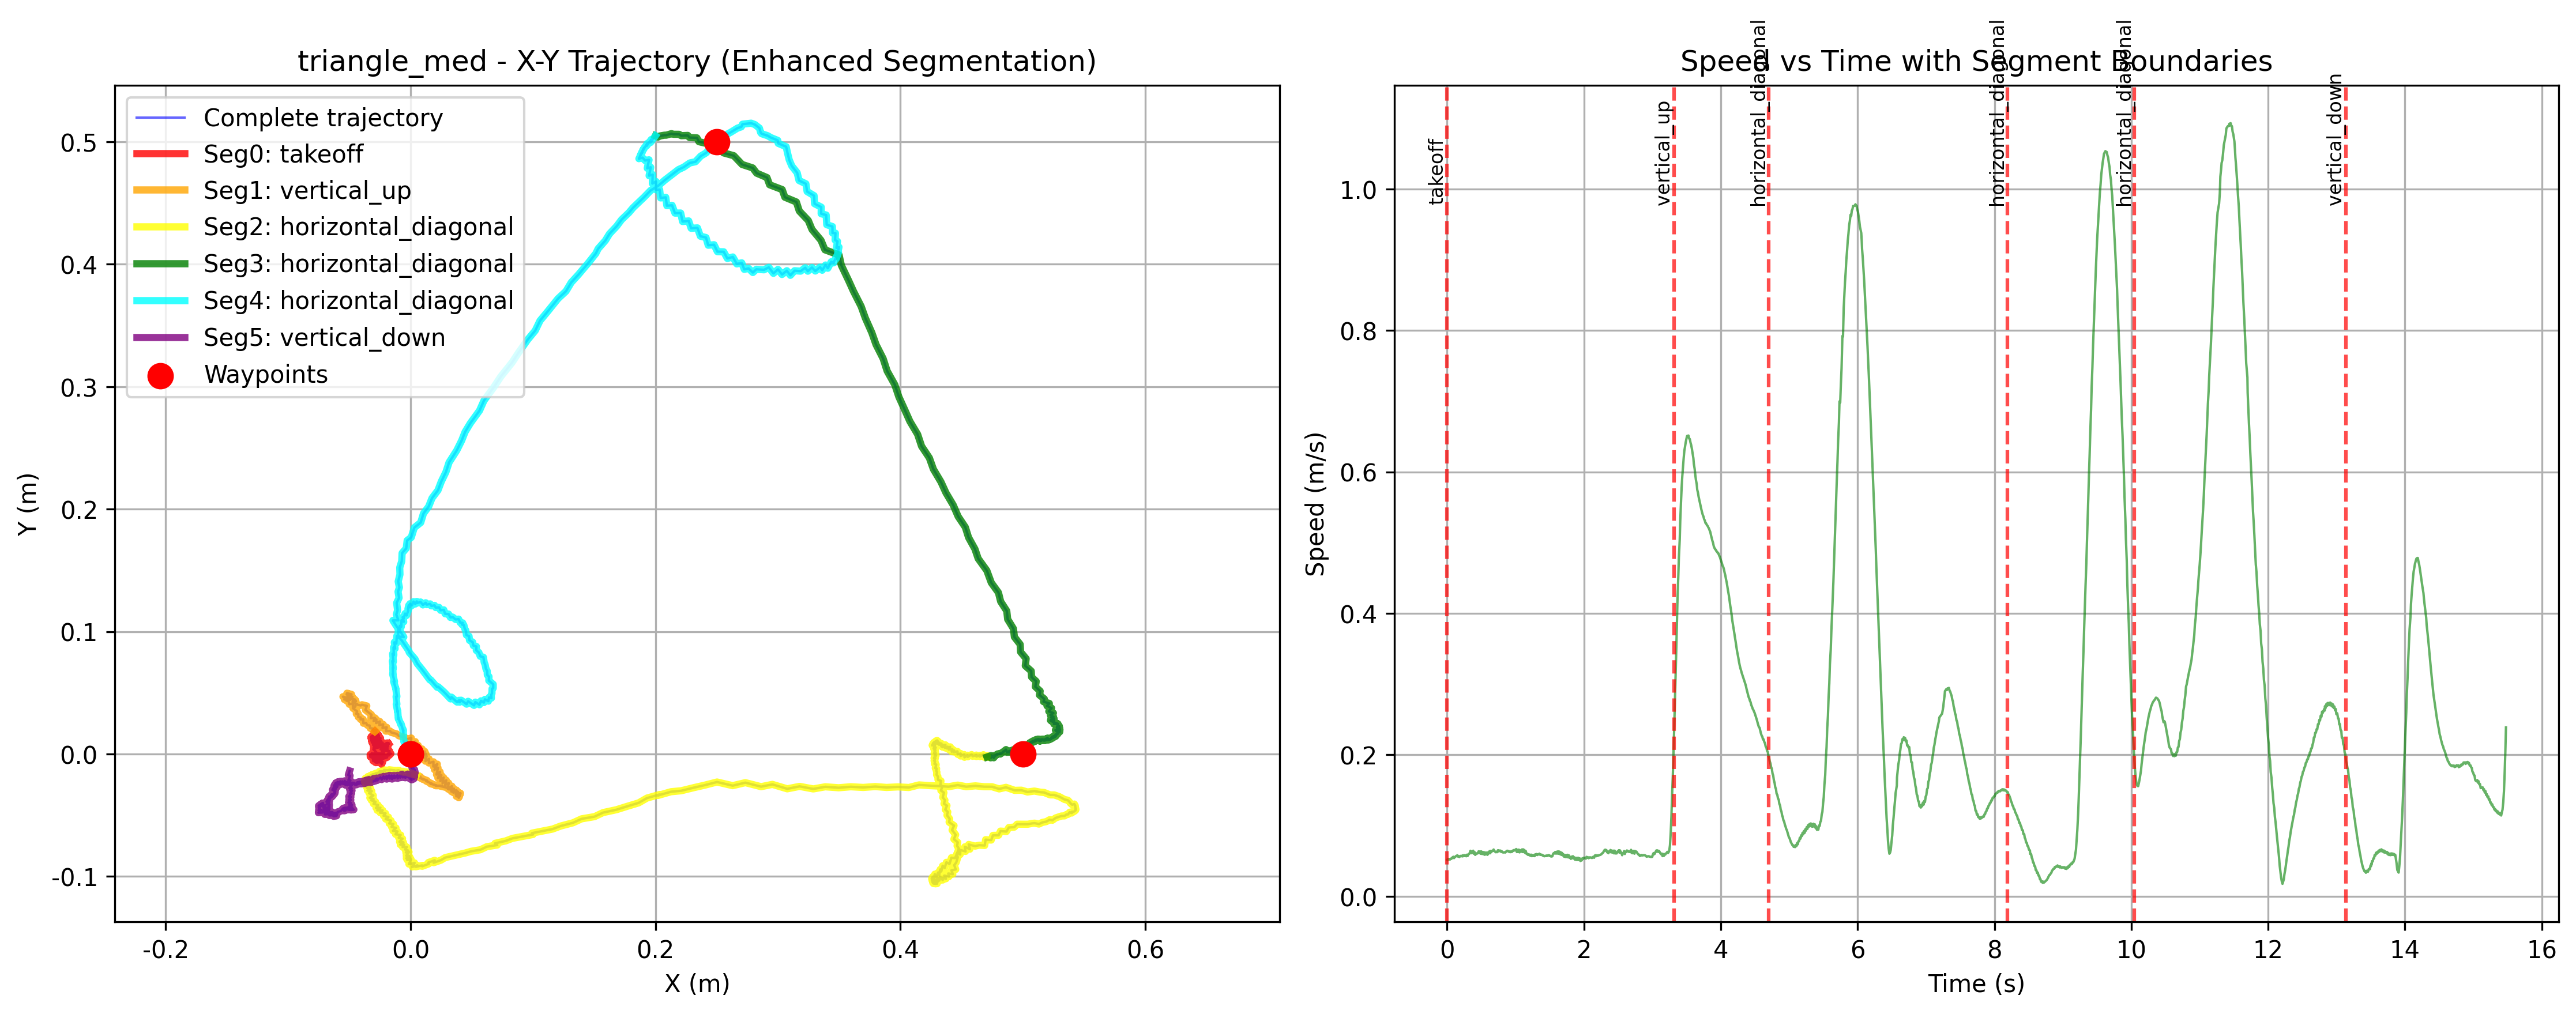 triangle_med - X-Y Trajectory (Enhanced Segmentation)
Complete trajectory
Seg0: takeoff
Seg1: vertical_up
Seg2: horizontal_diagonal
Seg3: horizontal_diagonal
Seg4: horizontal_diagonal
Seg5: vertical_down
Waypoints
Y (m)
0.5
0.4
0.3
0.2
0.1
0.0
-0.1
-0.2
0.0
0.2
0.4
0.6
X (m)
Speed vs Time with Segment Boundaries
takeoff
vertical_up
horizontal_diagonal
horizontal_diagonal
horizontal_diagonal
vertical_down
Speed (m/s)
1.0
0.8
0.6
0.4
0.2
0.0
0
2
4
6
8
10
12
14
16
Time (s)